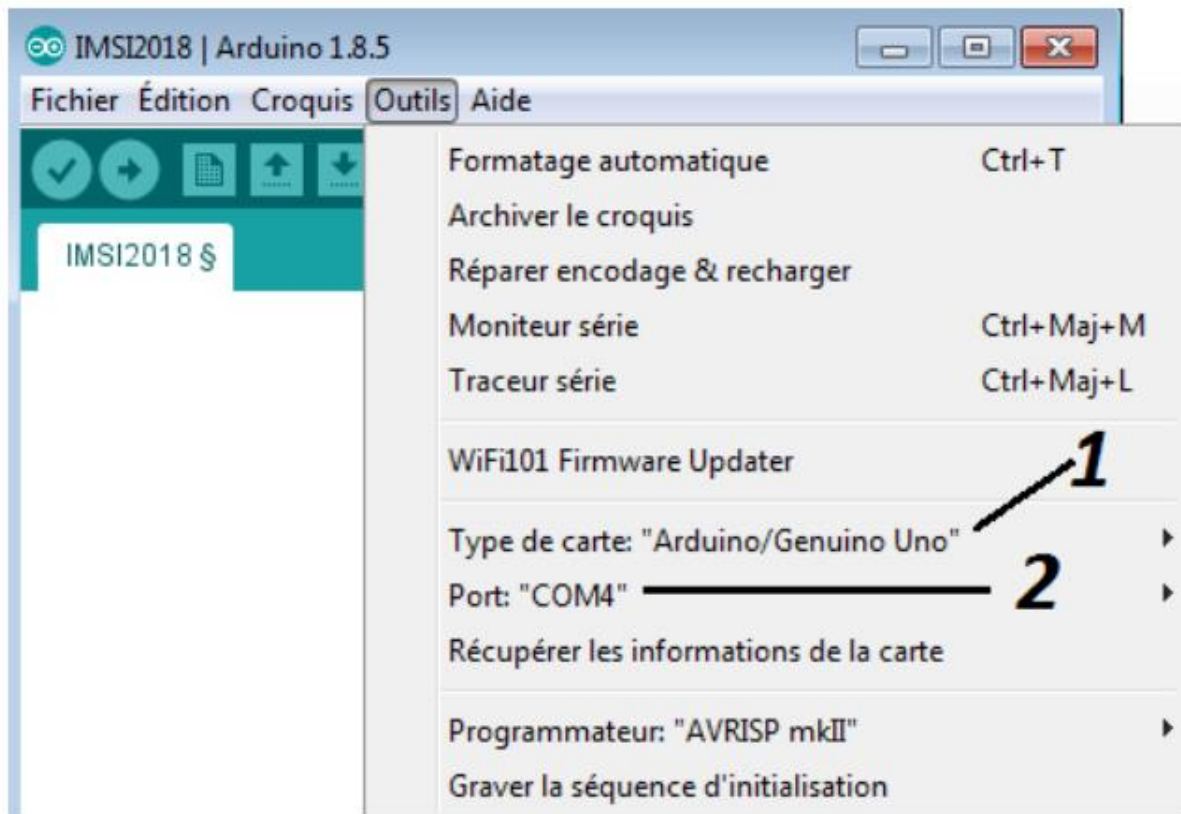 IMSI2018 | Arduino 1.8.5
Fichier Édition Croquis Outils Aide
IMSI2018 §
Formatage automatique Ctrl+T
Archiver le croquis
Réparer encodage & recharger
Moniteur série Ctrl+Maj+M
Traceur série Ctrl+Maj+L
WiFi101 Firmware Updater
1
Type de carte: "Arduino/Genuino Uno"
Port: "COM4" 2
Récupérer les informations de la carte
Programmateur: "AVRISP mkII"
Graver la séquence d'initialisation